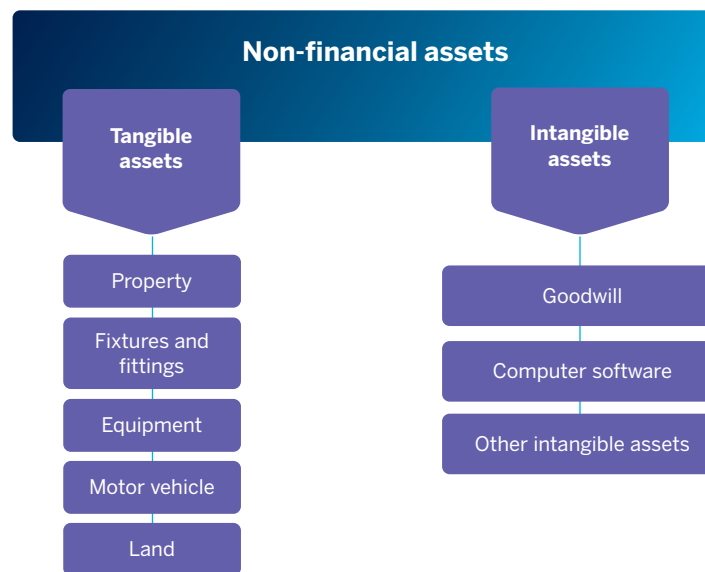 Non-financial assets
Tangible
assets
Property
Fixtures and
fittings
Equipment
Motor vehicle
Land
Intangible
assets
Goodwill
Computer software
Other intangible assets